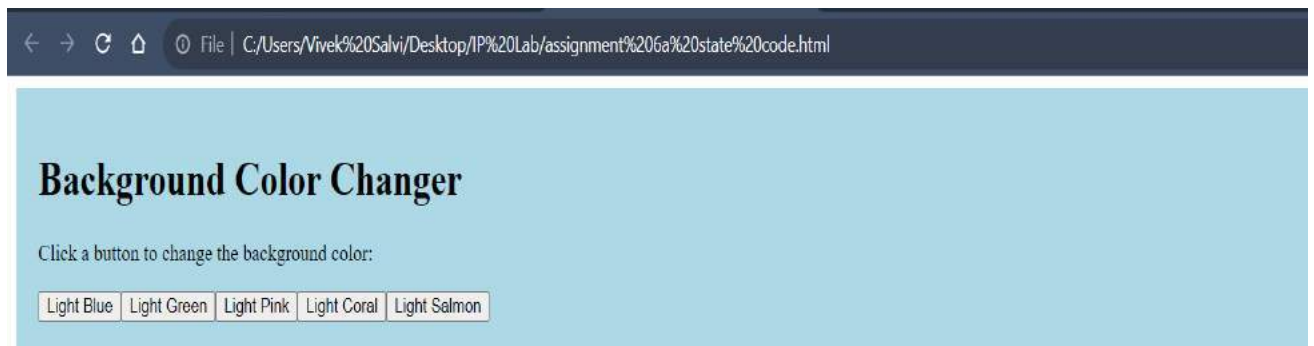 File C:/Users/Vivek%20Salvi/Desktop/IP%20Lab/assignment%206a%20state%20code.html
Background Color Changer
Click a button to change the background color:
Light Blue Light Green Light Pink Light Coral Light Salmon